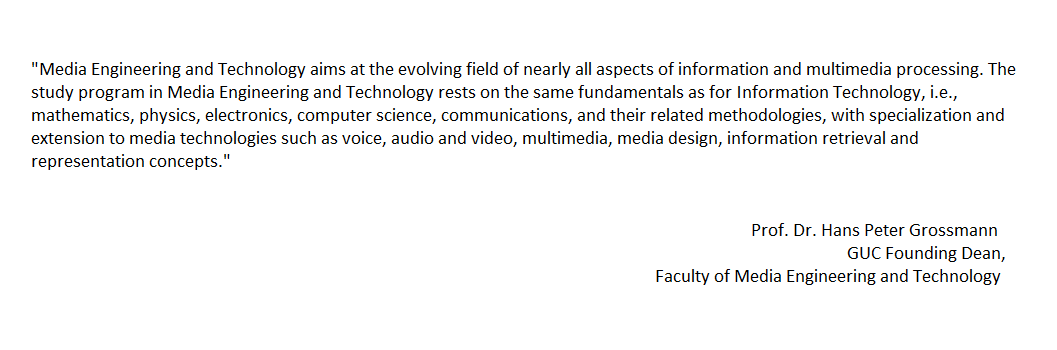 "Media Engineering and Technology aims at the evolving field of nearly all aspects of information and multimedia processing. The
study program in Media Engineering and Technology rests on the same fundamentals as for Information Technology, i.e.,
mathematics, physics, electronics, computer science, communications, and their related methodologies, with specialization and
extension to media technologies such as voice, audio and video, multimedia, media design, information retrieval and
representation concepts."
Prof. Dr. Hans Peter Grossmann
GUC Founding Dean,
Faculty of Media Engineering and Technology